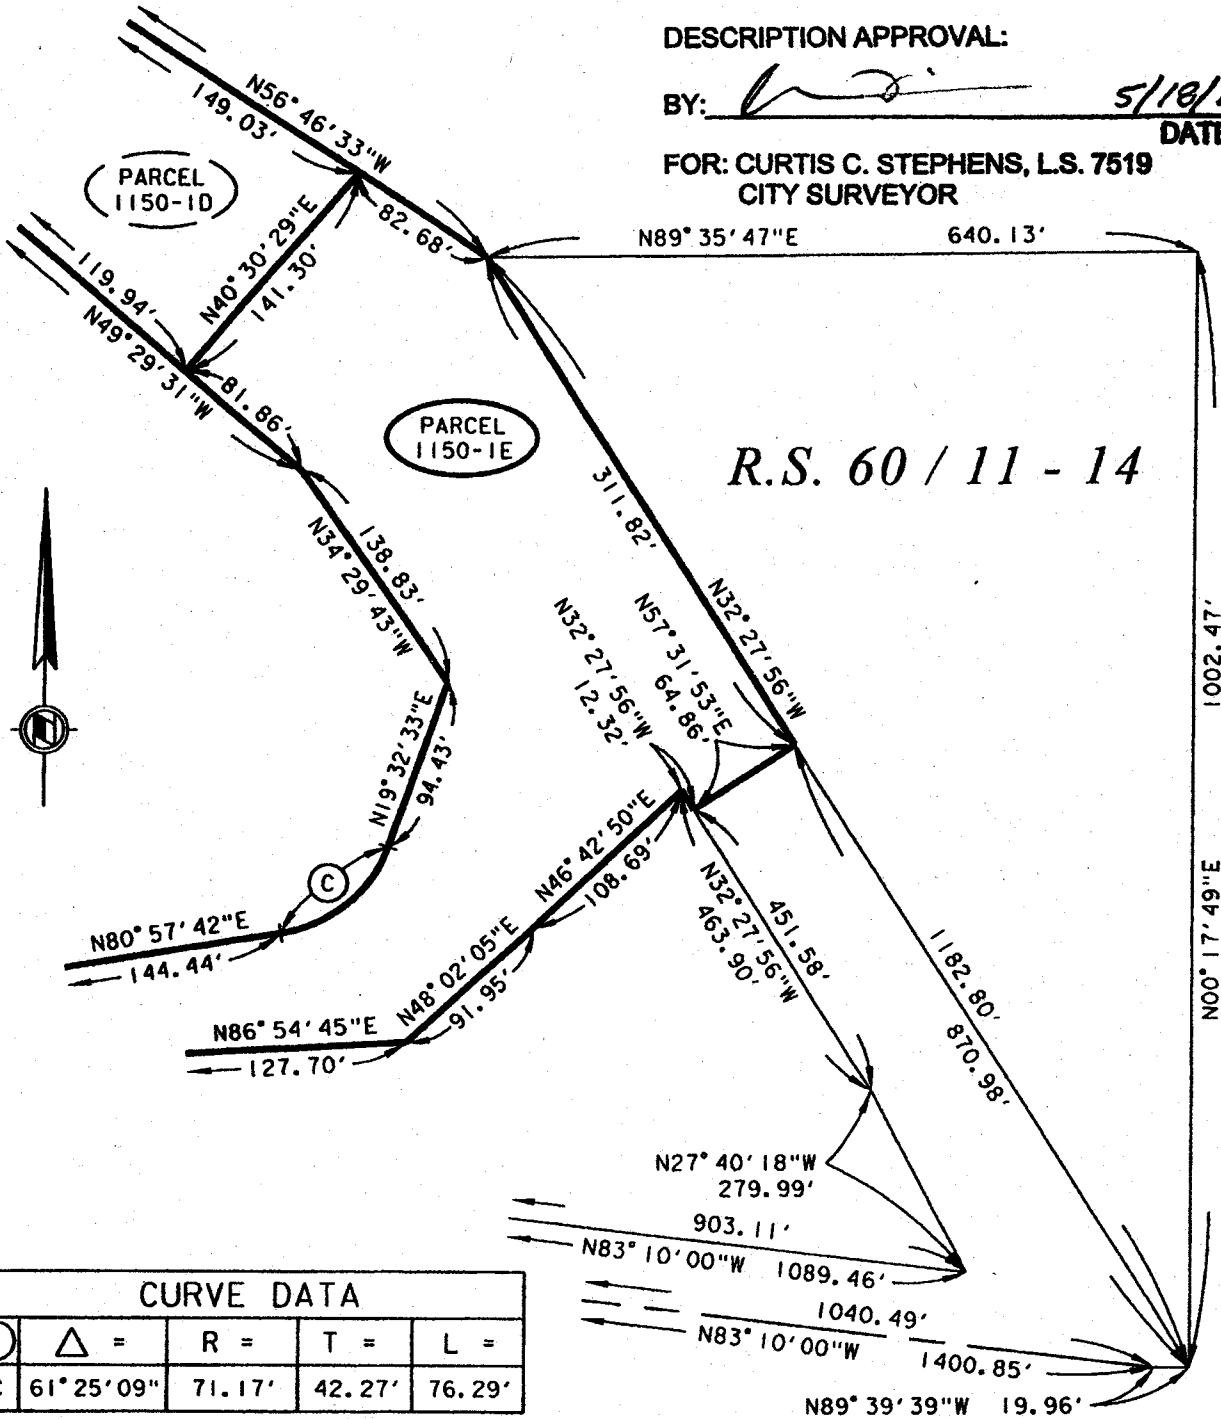 DESCRIPTION APPROVAL:
BY:
5/18/
DATE
FOR: CURTIS C. STEPHENS, L.S. 7519
CITY SURVEYOR
N56°46'33"W
149.03'
PARCEL
1150-1D
N40°30'29"E
141.30'
82.68'
N89°35'47"E 640.13'
119.94'
N49°29'31"W
81.86'
PARCEL
1150-1E
R.S. 60 / 11 - 14
311.82'
N32°27'56"W
138.83'
N34°29'43"W
N57°31'53"E
64.86'
N32°27'56"W
12.32'
1002.47'
N00°17'49"E
N19°32'33"E
94.43'
C
N46°42'50"E
108.69'
N80°57'42"E
144.44'
N48°02'05"E
91.95'
N86°54'45"E
127.70'
451.58'
N32°27'56"W
463.90'
1182.80'
870.98'
N27°40'18"W
279.99'
903.11'
N83°10'00"W 1089.46'
1040.49'
N83°10'00"W 1400.85'
N89°39'39"W 19.96'
CURVE DATA
△ = R = T = L =
C 61°25'09" 71.17' 42.27' 76.29'